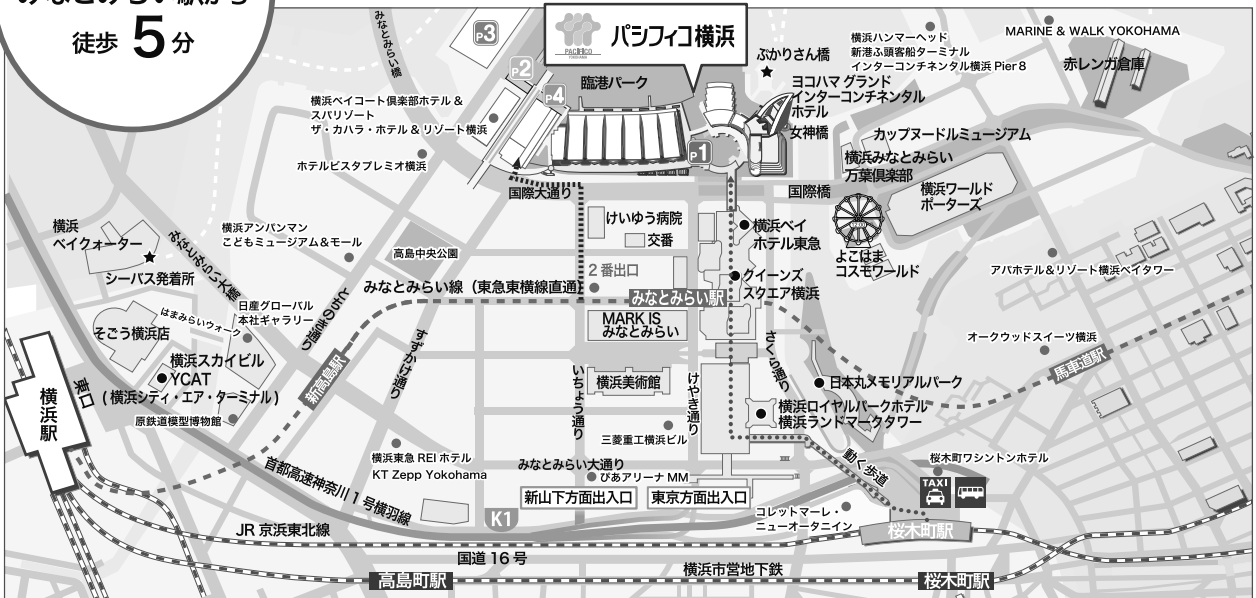 みなとみらい駅から
徒歩 5 分
みなとみらい橋
P3
P2
P4
PACIFICO
YOKOHAMA
パシフィコ横浜
臨港パーク
ぷかりさん橋
ヨコハマ グランド
インターコンチネンタル
ホテル
女神橋
横浜ハンマーヘッド
新港ふ頭客船ターミナル
インターコンチネンタル横浜 Pier 8
MARINE & WALK YOKOHAMA
赤レンガ倉庫
カップヌードルミュージアム
横浜みなとみらい
万葉倶楽部
横浜ワールド
ポーターズ
横浜ベイコート倶楽部ホテル &
スパリゾート
ザ・カハラ・ホテル & リゾート横浜
ホテルビスタプレミオ横浜
P1
国際大通り
国際橋
けいゆう病院
交番
横浜ベイ
ホテル東急
よこはま
コスモワールド
横浜
ベイクォーター
シーバス発着所
みなとみらい大橋
横浜アンパンマン
こどもミュージアム&モール
高島中央公園
2 番出口
クイーンズ
スクエア横浜
アパホテル&リゾート横浜ベイタワー
みなとみらい線（東急東横線直通）
みなとみらい駅
MARK IS
みなとみらい
はまみらいウォーク
日産グローバル
本社ギャラリー
とちのき通り
そごう横浜店
横浜スカイビル
YCAT
( 横浜シティ・エア・ターミナル )
原鉄道模型博物館
新高島駅
すずかけ通り
いちょう通り
横浜美術館
けやき通り
さくら通り
オークウッドスイーツ横浜
馬車道駅
日本丸メモリアルパーク
横浜ロイヤルパークホテル
横浜ランドマークタワー
横浜駅
東口
三菱重工横浜ビル
横浜東急 REI ホテル
KT Zepp Yokohama
みなとみらい大通り
ぴあアリーナ MM
動く歩道
桜木町ワシントンホテル
TAXI
首都高速神奈川 1 号横羽線
K1
新山下方面出入口
東京方面出入口
コレットマーレ・
ニューオータニイン
桜木町駅
JR 京浜東北線
国道 16 号
高島町駅
横浜市営地下鉄
桜木町駅